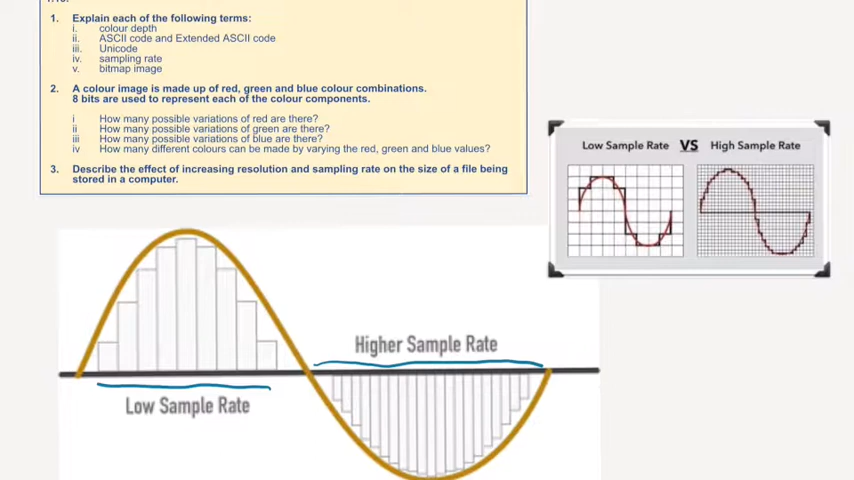 1. Explain each of the following terms:
i. colour depth
ii. ASCII code and Extended ASCII code
iii. Unicode
iv. sampling rate
v. bitmap image
2. A colour image is made up of red, green and blue colour combinations.
8 bits are used to represent each of the colour components.
i How many possible variations of red are there?
ii How many possible variations of green are there?
iii How many possible variations of blue are there?
iv How many different colours can be made by varying the red, green and blue values?
3. Describe the effect of increasing resolution and sampling rate on the size of a file being
stored in a computer.
Low Sample Rate VS High Sample Rate
Higher Sample Rate
Low Sample Rate